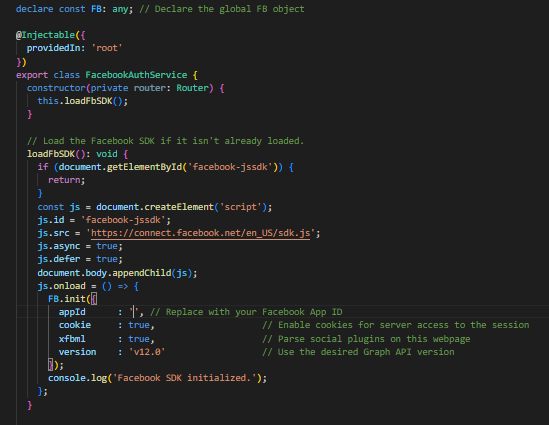 declare const FB: any; // Declare the global FB object
@Injectable({
  providedIn: 'root'
})
export class FacebookAuthService {
  constructor(private router: Router) {
    this.loadFbSDK();
  }
  // Load the Facebook SDK if it isn't already loaded.
  loadFbSDK(): void {
    if (document.getElementById('facebook-jssdk')) {
      return;
    }
    const js = document.createElement('script');
    js.id = 'facebook-jssdk';
    js.src = 'https://connect.facebook.net/en_US/sdk.js';
    js.async = true;
    js.defer = true;
    document.body.appendChild(js);
    js.onload = () => {
      FB.init({
        appId     : '', // Replace with your Facebook App ID
        cookie    : true,                // Enable cookies for server access to the session
        xfbml     : true,                // Parse social plugins on this webpage
        version   : 'v12.0'              // Use the desired Graph API version
      });
      console.log('Facebook SDK initialized.');
    };
  }